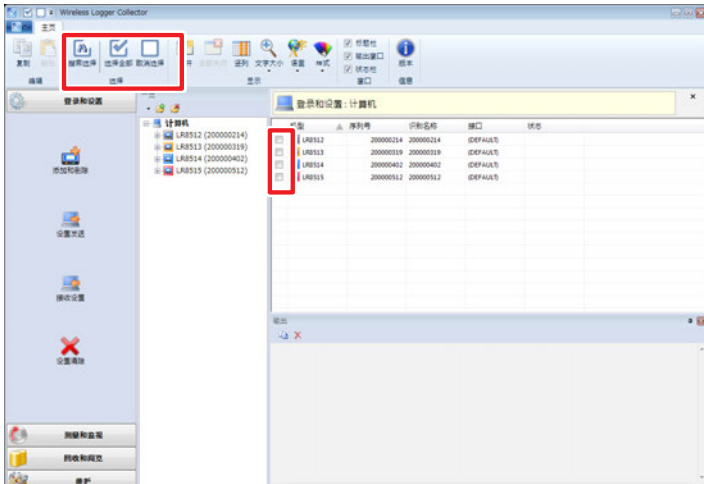 Wireless Logger Collector
主页
复制
搜索选择
选择全部
取消选择
竖列
文字大小
语言
样式
标题栏
输出窗口
状态栏
版本
编辑
选择
显示
窗口
信息
登录和设置
添加和删除
设置发送
接收设置
设置清除
测量和监视
回收和阅览
维护
计算机
LR8512 (200000214)
LR8513 (200000319)
LR8514 (200000402)
LR8515 (200000512)
登录和设置: 计算机
序列号 识别名称 接口 状态
LR8512 200000214 200000214 (DEFAULT)
LR8513 200000319 200000319 (DEFAULT)
LR8514 200000402 200000402 (DEFAULT)
LR8515 200000512 200000512 (DEFAULT)
输出